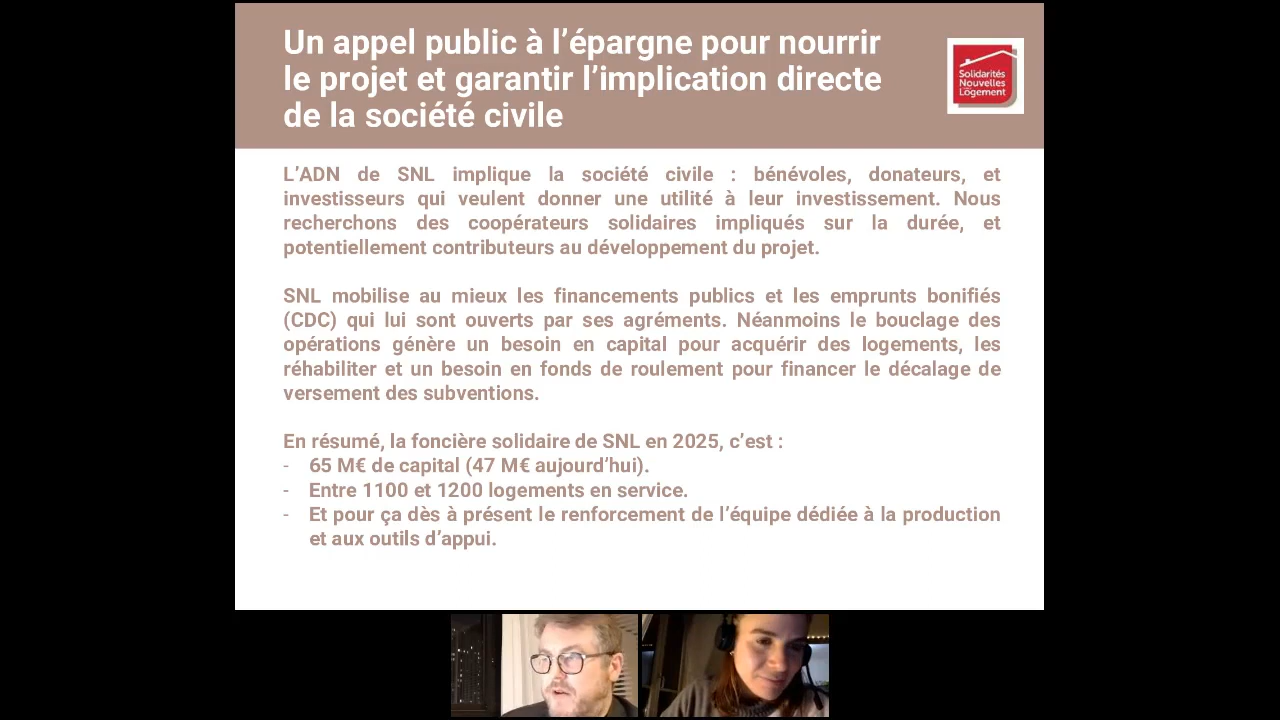 Un appel public à l’épargne pour nourrir
le projet et garantir l’implication directe
de la société civile
Solidarités
Nouvelles
Logement
L’ADN de SNL implique la société civile : bénévoles, donateurs, et
investisseurs qui veulent donner une utilité à leur investissement. Nous
recherchons des coopérateurs solidaires impliqués sur la durée, et
potentiellement contributeurs au développement du projet.
SNL mobilise au mieux les financements publics et les emprunts bonifiés
(CDC) qui lui sont ouverts par ses agréments. Néanmoins le bouclage des
opérations génère un besoin en capital pour acquérir des logements, les
réhabiliter et un besoin en fonds de roulement pour financer le décalage de
versement des subventions.
En résumé, la foncière solidaire de SNL en 2025, c’est :
- 65 M€ de capital (47 M€ aujourd’hui).
- Entre 1100 et 1200 logements en service.
- Et pour ça dès à présent le renforcement de l’équipe dédiée à la production
et aux outils d’appui.